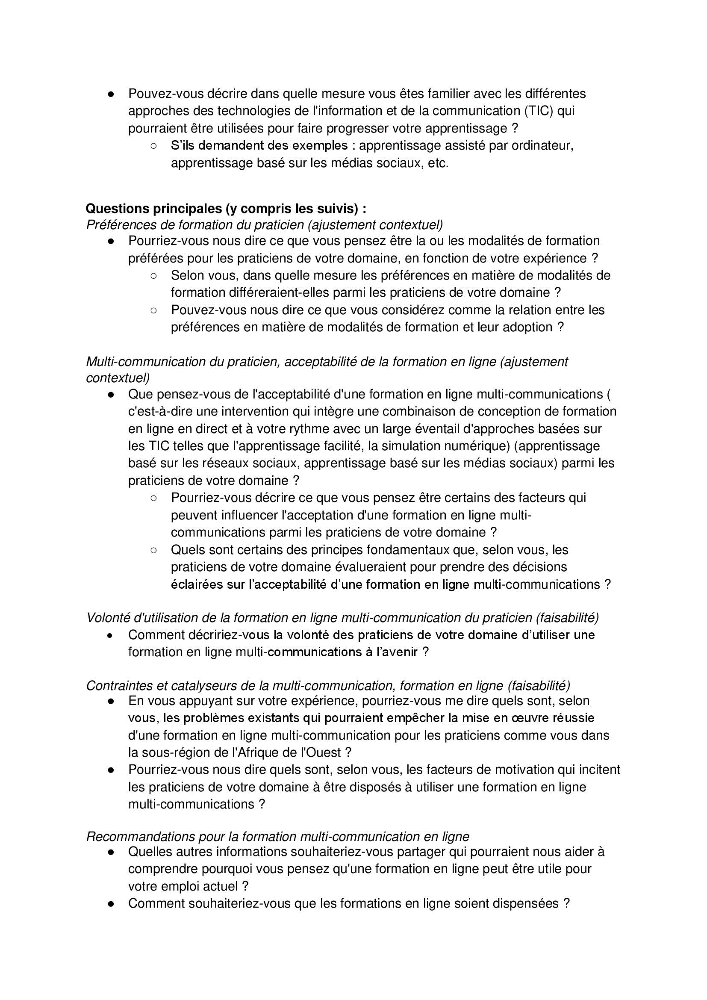 ● Pouvez-vous décrire dans quelle mesure vous êtes familier avec les différentes
approches des technologies de l'information et de la communication (TIC) qui
pourraient être utilisées pour faire progresser votre apprentissage ?
○ S’ils demandent des exemples : apprentissage assisté par ordinateur,
apprentissage basé sur les médias sociaux, etc.
Questions principales (y compris les suivis) :
Préférences de formation du praticien (ajustement contextuel)
● Pourriez-vous nous dire ce que vous pensez être la ou les modalités de formation
préférées pour les praticiens de votre domaine, en fonction de votre expérience ?
○ Selon vous, dans quelle mesure les préférences en matière de modalités de
formation différeraient-elles parmi les praticiens de votre domaine ?
○ Pouvez-vous nous dire ce que vous considérez comme la relation entre les
préférences en matière de modalités de formation et leur adoption ?
Multi-communication du praticien, acceptabilité de la formation en ligne (ajustement
contextuel)
● Que pensez-vous de l'acceptabilité d'une formation en ligne multi-communications (
c'est-à-dire une intervention qui intègre une combinaison de conception de formation
en ligne en direct et à votre rythme avec un large éventail d'approches basées sur
les TIC telles que l'apprentissage facilité, la simulation numérique) (apprentissage
basé sur les réseaux sociaux, apprentissage basé sur les médias sociaux) parmi les
praticiens de votre domaine ?
○ Pourriez-vous décrire ce que vous pensez être certains des facteurs qui
peuvent influencer l'acceptation d'une formation en ligne multi-
communications parmi les praticiens de votre domaine ?
○ Quels sont certains des principes fondamentaux que, selon vous, les
praticiens de votre domaine évalueraient pour prendre des décisions
éclairées sur l’acceptabilité d’une formation en ligne multi-communications ?
Volonté d'utilisation de la formation en ligne multi-communication du praticien (faisabilité)
● Comment décririez-vous la volonté des praticiens de votre domaine d’utiliser une
formation en ligne multi-communications à l’avenir ?
Contraintes et catalyseurs de la multi-communication, formation en ligne (faisabilité)
● En vous appuyant sur votre expérience, pourriez-vous me dire quels sont, selon
vous, les problèmes existants qui pourraient empêcher la mise en œuvre réussie
d'une formation en ligne multi-communication pour les praticiens comme vous dans
la sous-région de l'Afrique de l'Ouest ?
● Pourriez-vous nous dire quels sont, selon vous, les facteurs de motivation qui incitent
les praticiens de votre domaine à être disposés à utiliser une formation en ligne
multi-communications ?
Recommandations pour la formation multi-communication en ligne
● Quelles autres informations souhaiteriez-vous partager qui pourraient nous aider à
comprendre pourquoi vous pensez qu'une formation en ligne peut être utile pour
votre emploi actuel ?
● Comment souhaiteriez-vous que les formations en ligne soient dispensées ?